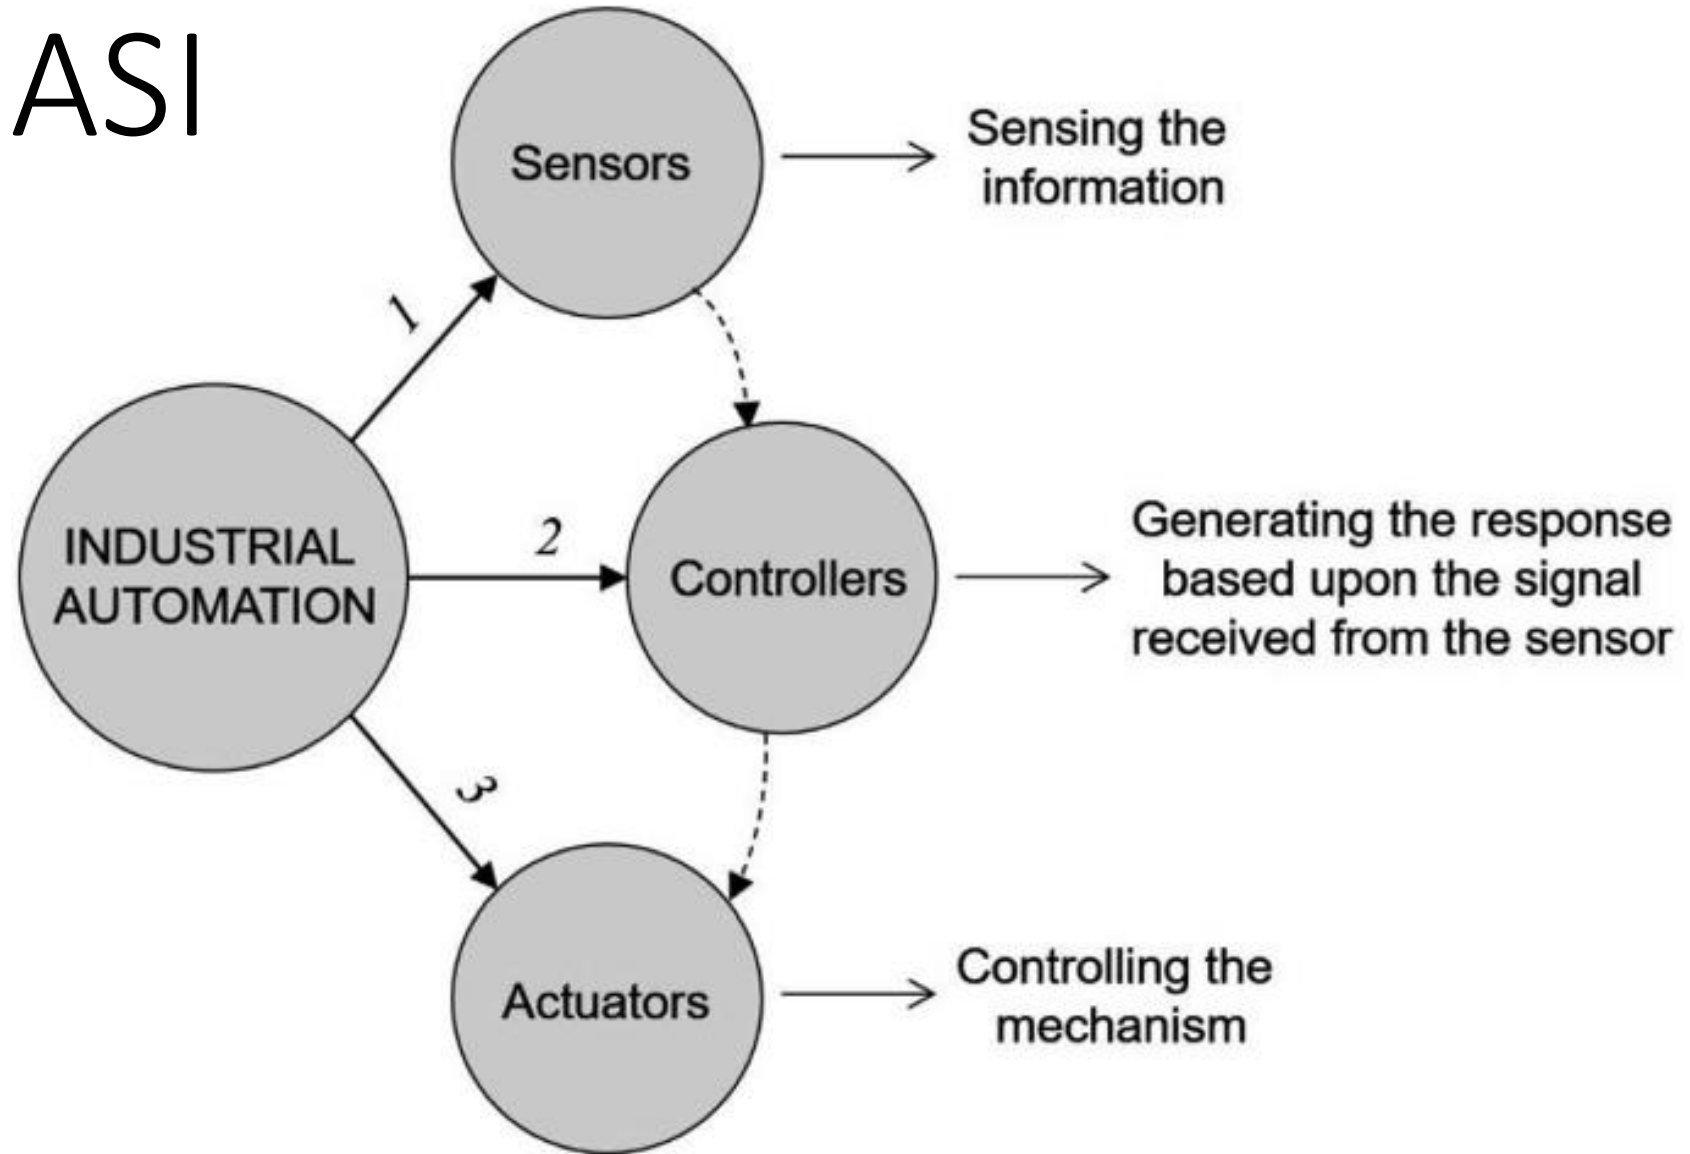 ASI
Sensors
Sensing the
information
1
INDUSTRIAL
AUTOMATION
2
Controllers
Generating the response
based upon the signal
received from the sensor
3
Actuators
Controlling the
mechanism